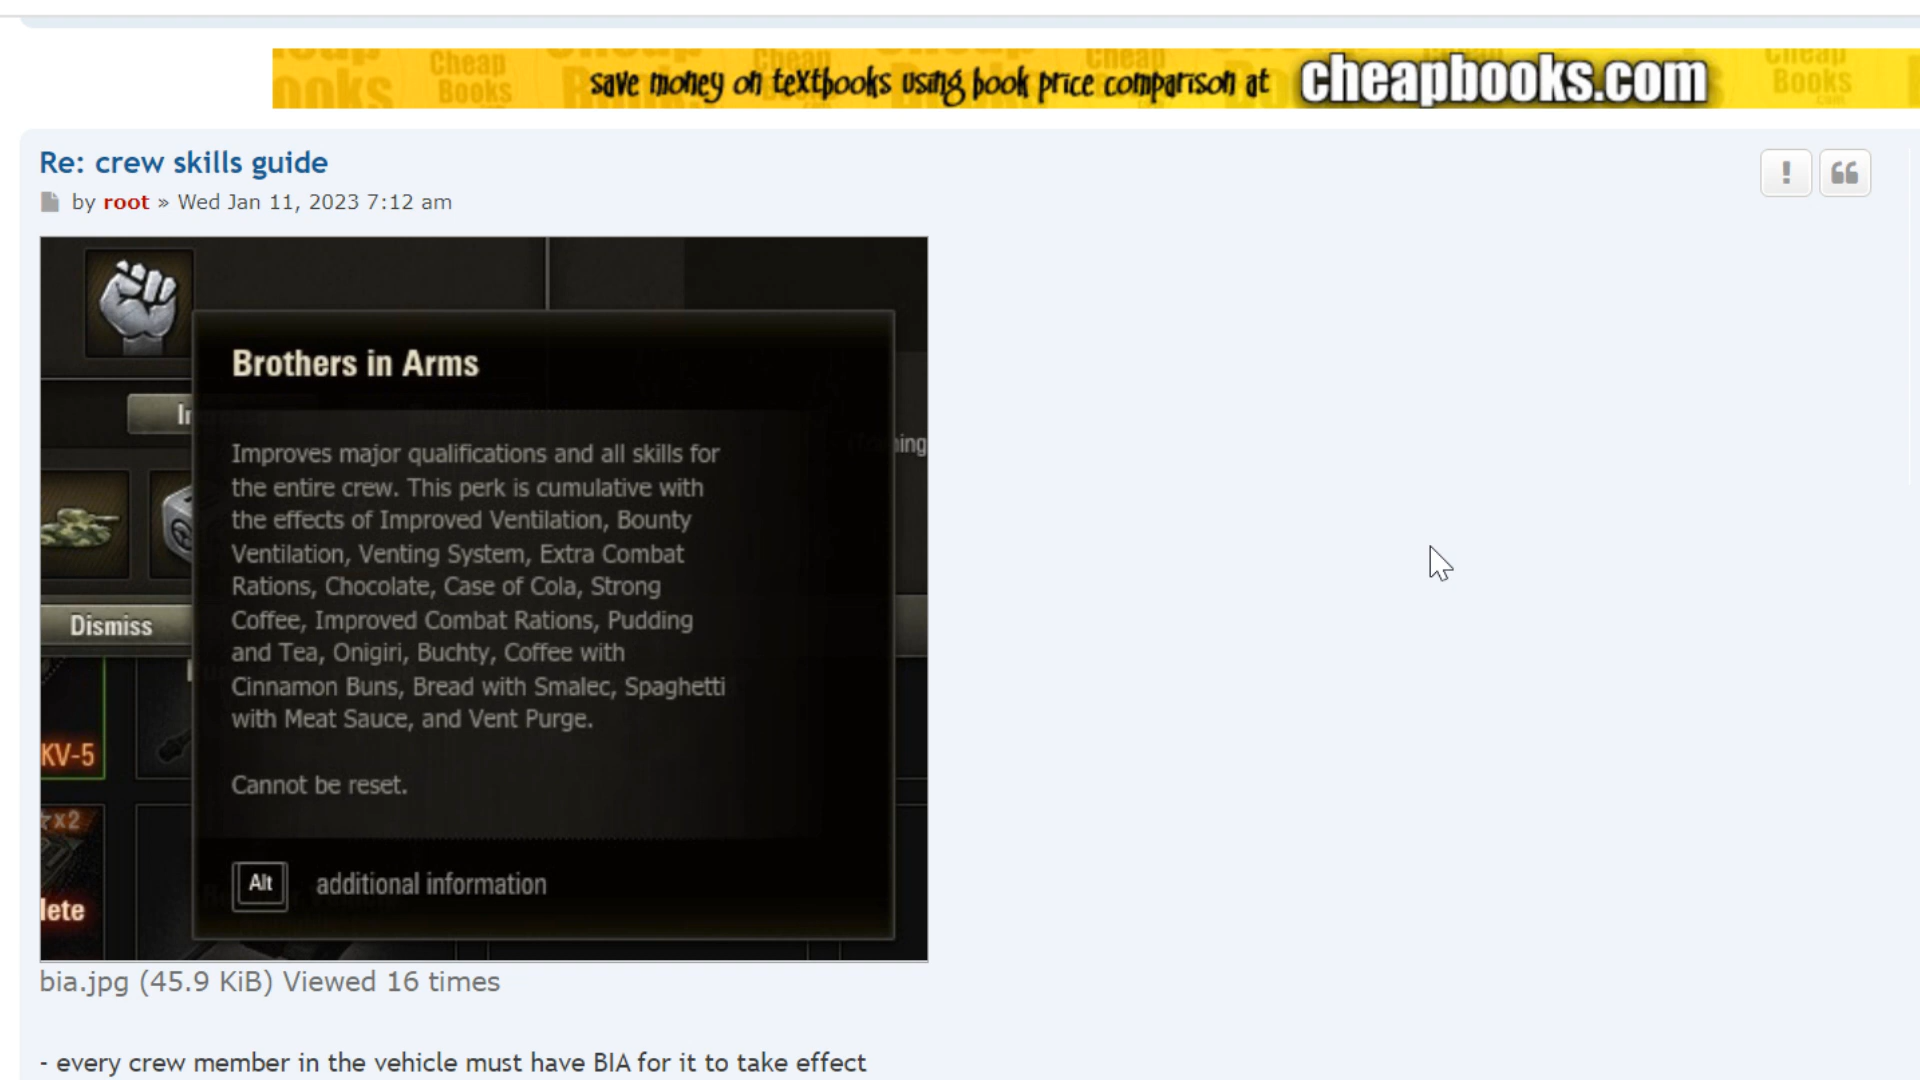 save money on textbooks using book price comparison at cheapbooks.com
Re: crew skills guide
by root » Wed Jan 11, 2023 7:12 am
Brothers in Arms
Improves major qualifications and all skills for
the entire crew. This perk is cumulative with
the effects of Improved Ventilation, Bounty
Ventilation, Venting System, Extra Combat
Rations, Chocolate, Case of Cola, Strong
Coffee, Improved Combat Rations, Pudding
and Tea, Onigiri, Buchty, Coffee with
Cinnamon Buns, Bread with Smalec, Spaghetti
with Meat Sauce, and Vent Purge.
Cannot be reset.
Alt additional information
Dismiss
KV-5
x2
lete
bia.jpg (45.9 KiB) Viewed 16 times
- every crew member in the vehicle must have BIA for it to take effect